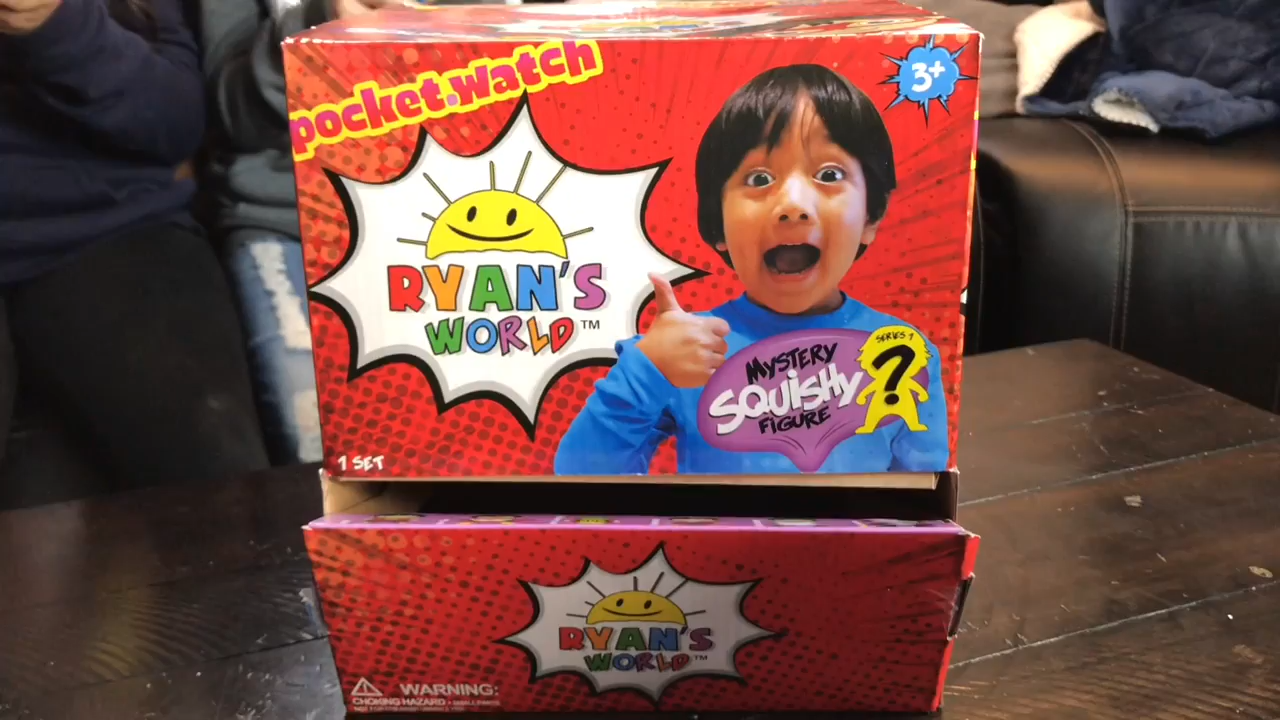 pocket.watch
3+
RYAN'S
WORLD™
MYSTERY
SQUISHY
FIGURE
SERIES 1
?
1 SET
RYAN'S
WORLD™
WARNING:
CHOKING HAZARD